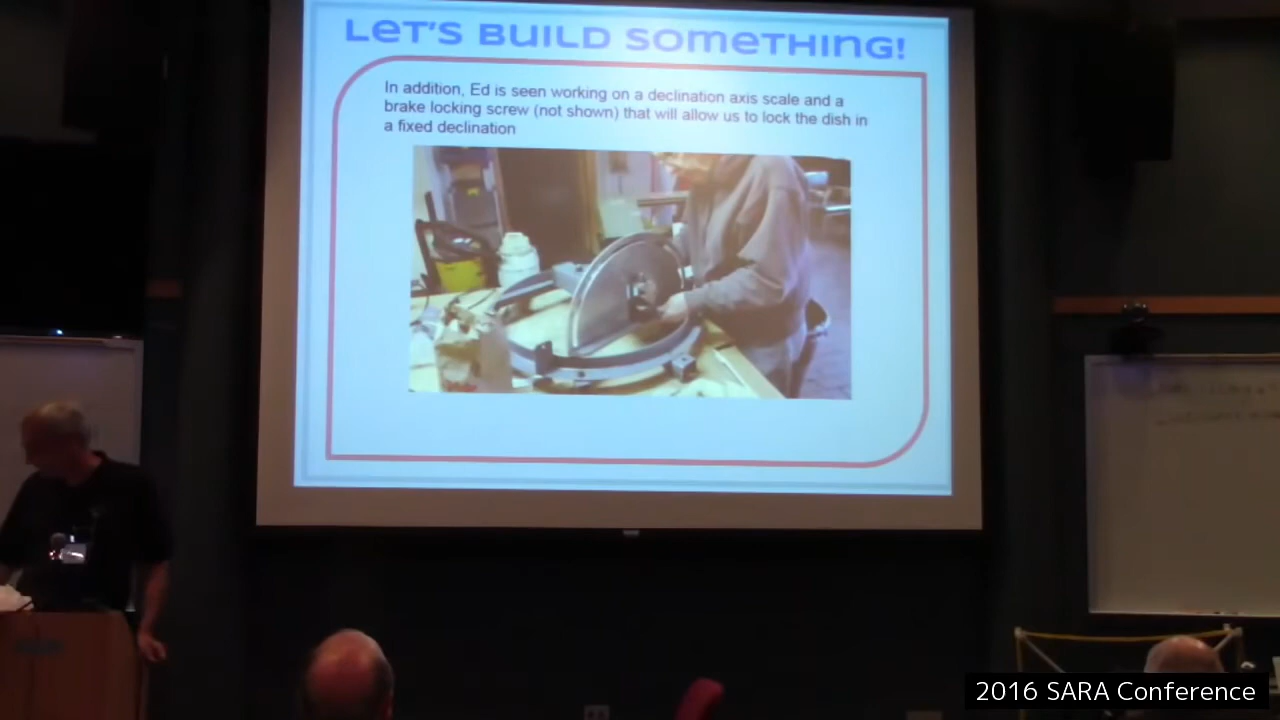 LET'S BUILD SOMETHING!
In addition, Ed is seen working on a declination axis scale and a
brake locking screw (not shown) that will allow us to lock the dish in
a fixed declination
2016 SARA Conference